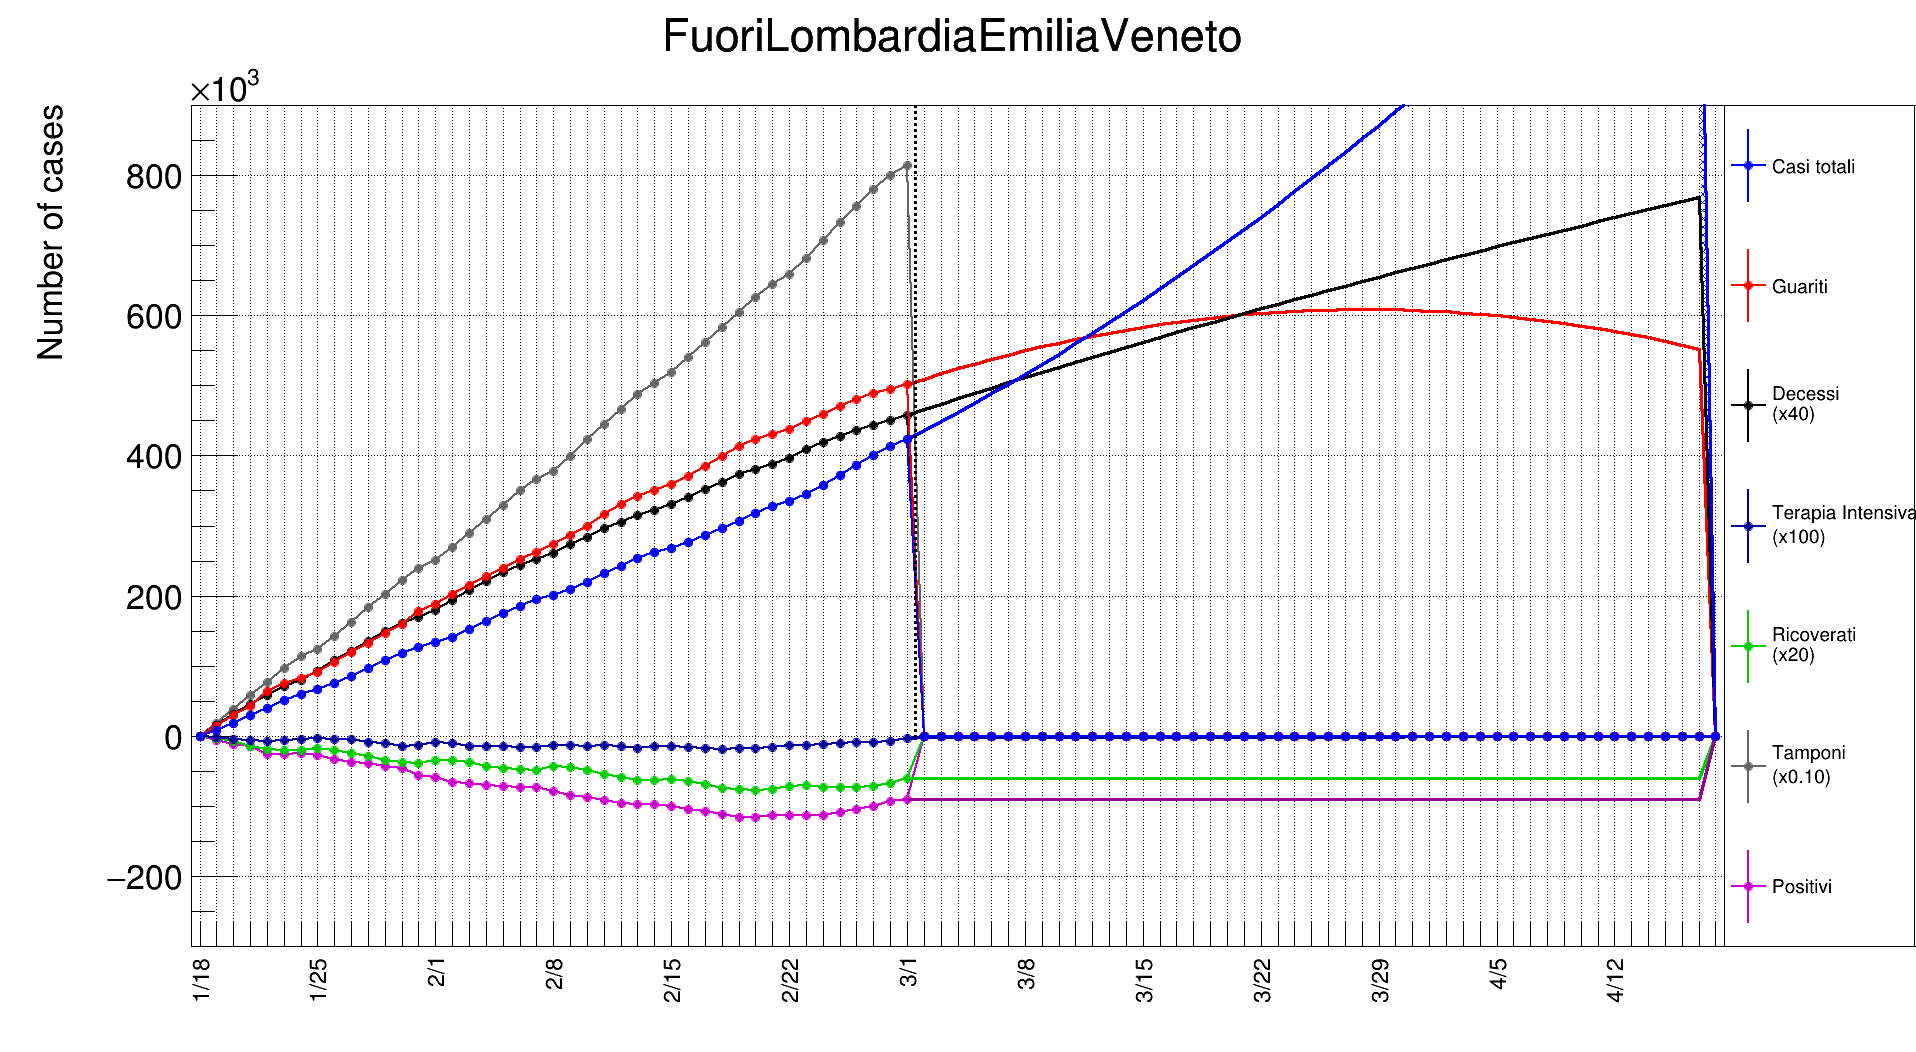 FuoriLombardiaEmiliaVeneto
×10³
Number of cases
800
600
400
200
0
−200
1/18
1/25
2/1
2/8
2/15
2/22
3/1
3/8
3/15
3/22
3/29
4/5
4/12
Casi totali
Guariti
Decessi
(x40)
Terapia Intensiva
(x100)
Ricoverati
(x20)
Tamponi
(x0.10)
Positivi